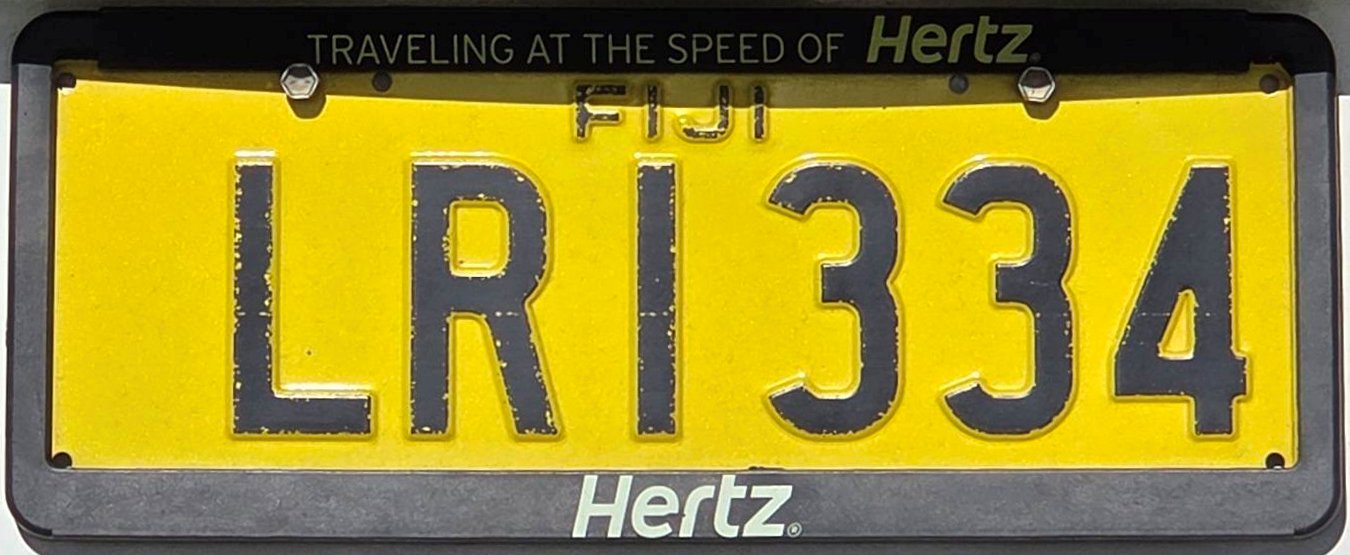 TRAVELING AT THE SPEED OF Hertz®
FIJI
LR1334
Hertz®